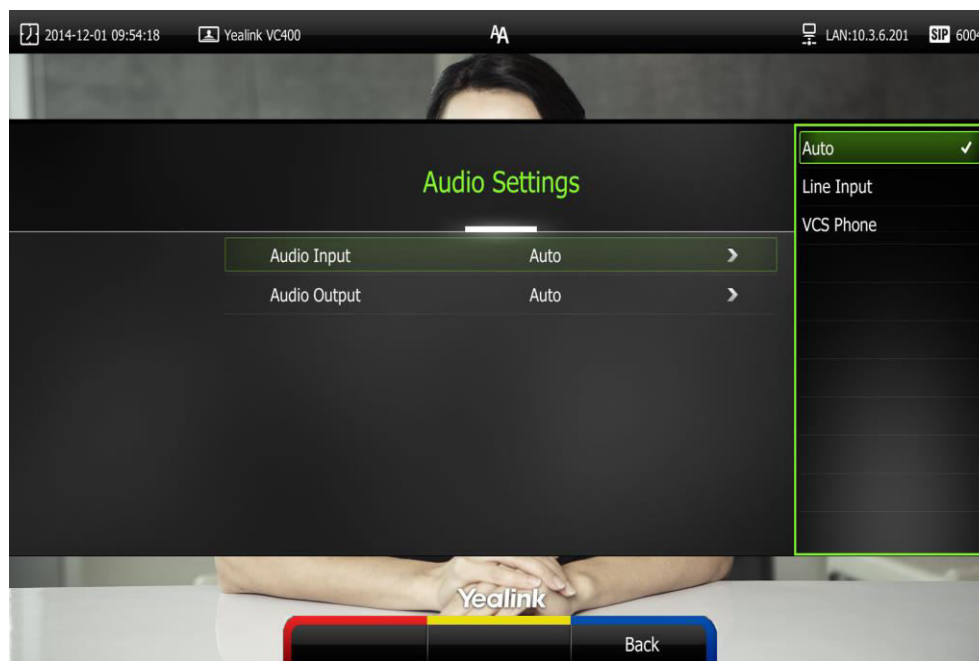 2014-12-01 09:54:18 Yealink VC400 AA LAN:10.3.6.201 SIP 6004
Audio Settings
Audio Input Auto
Audio Output Auto
Auto
Line Input
VCS Phone
Yealink
Back